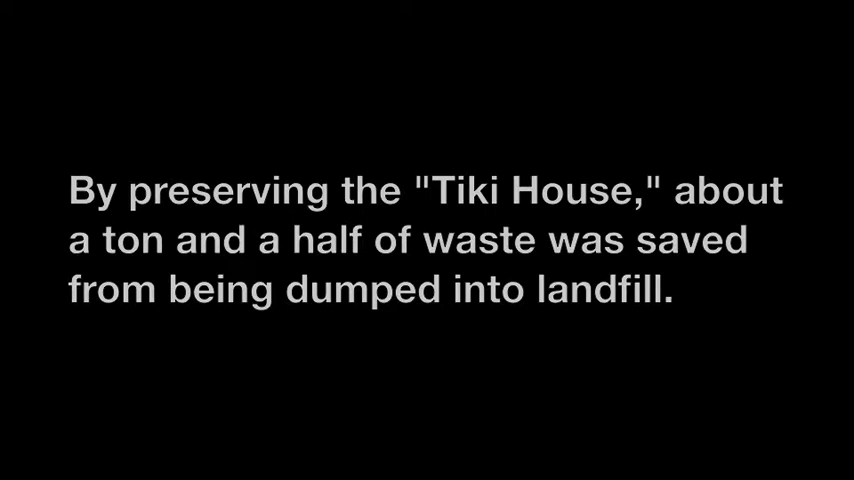 By preserving the "Tiki House," about
a ton and a half of waste was saved
from being dumped into landfill.